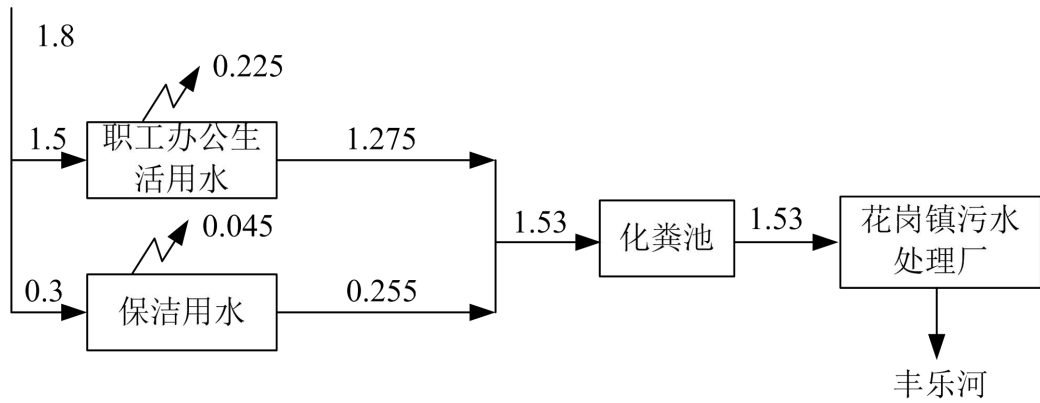 1.8
0.225
1.5
职工办公生
活用水
1.275
0.045
0.3
保洁用水
0.255
1.53
化粪池
1.53
花岗镇污水
处理厂
丰乐河